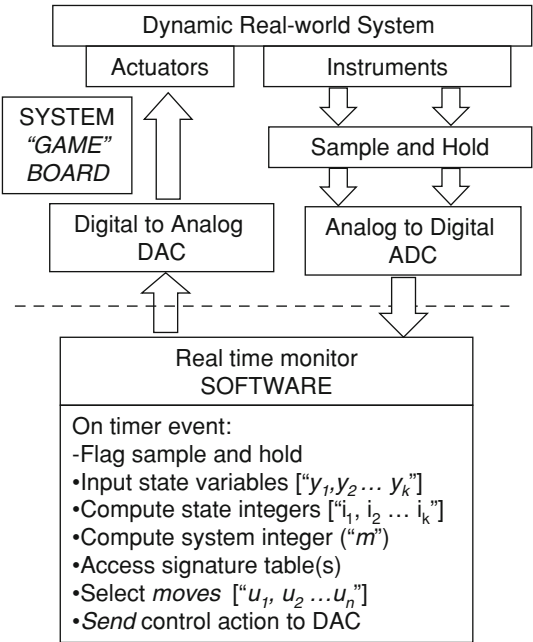 Dynamic Real-world System
Actuators
Instruments
SYSTEM
"GAME"
BOARD
Sample and Hold
Digital to Analog
DAC
Analog to Digital
ADC
Real time monitor
SOFTWARE
On timer event:
-Flag sample and hold
•Input state variables [“y₁,y₂… yₖ”]
•Compute state integers [“i₁, i₂ … iₖ”]
•Compute system integer (“m”)
•Access signature table(s)
•Select moves [“u₁, u₂ …uₙ”]
•Send control action to DAC